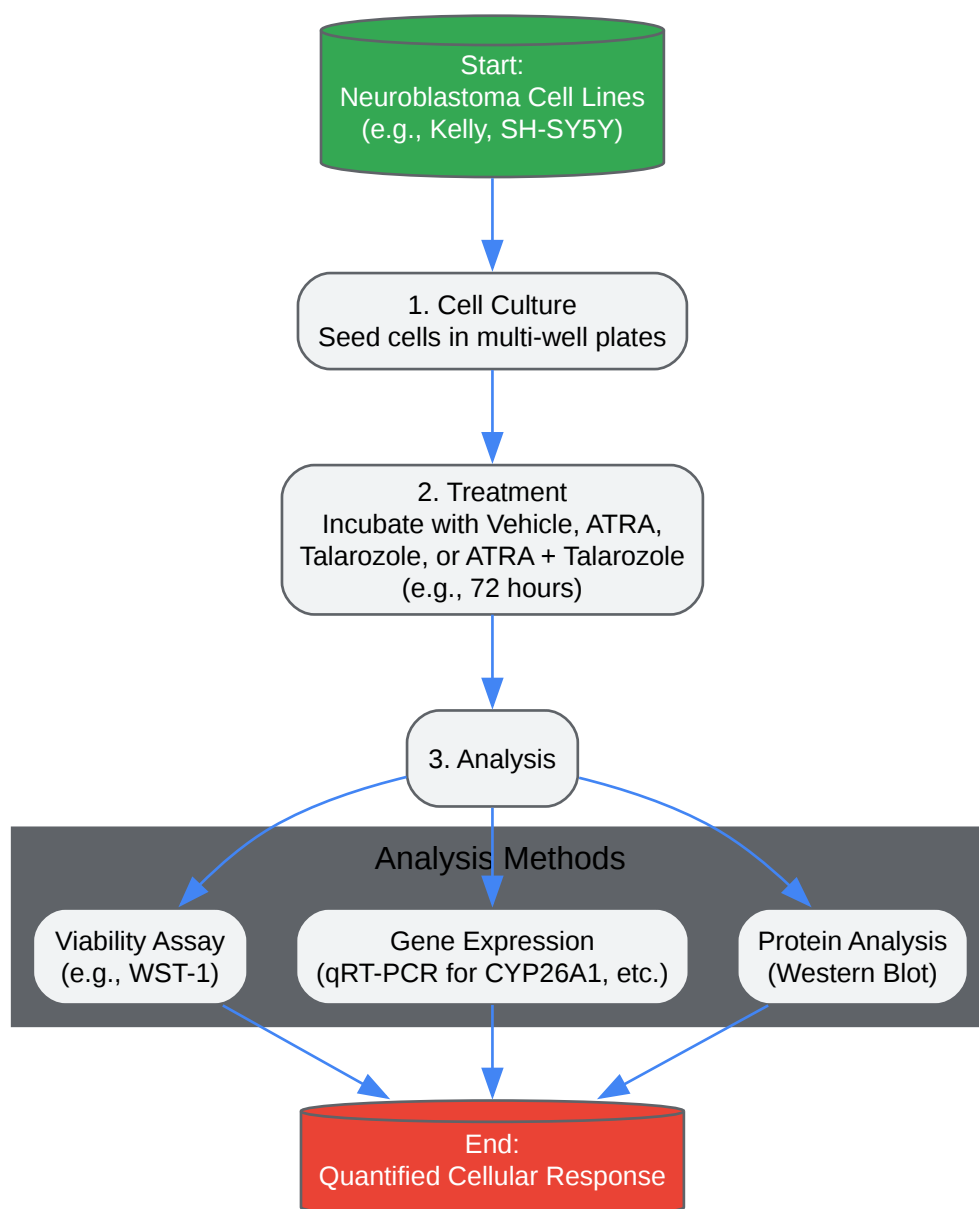 Start:
Neuroblastoma Cell Lines
(e.g., Kelly, SH-SY5Y)
1. Cell Culture
Seed cells in multi-well plates
2. Treatment
Incubate with Vehicle, ATRA,
Talarozole, or ATRA + Talarozole
(e.g., 72 hours)
3. Analysis
Analysis Methods
Viability Assay
(e.g., WST-1)
Gene Expression
(qRT-PCR for CYP26A1, etc.)
Protein Analysis
(Western Blot)
End:
Quantified Cellular Response